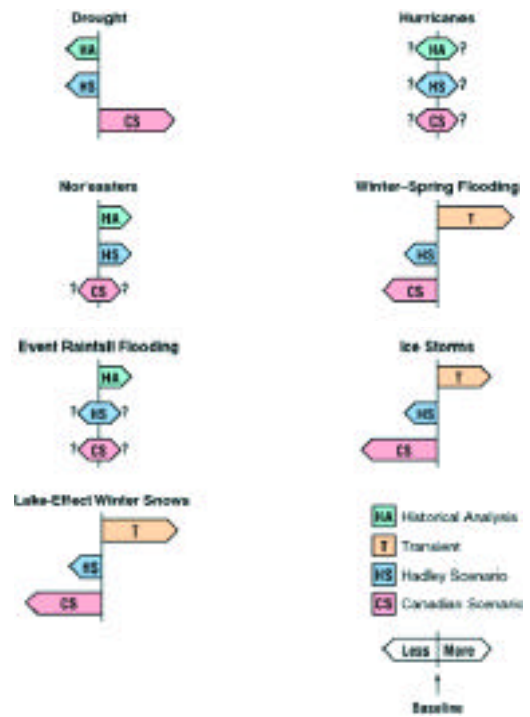 Drought
HA
HS
CS
Hurricanes
? HA ?
? HS ?
? CS ?
Nor'easters
HA
HS
? CS ?
Winter–Spring Flooding
T
HS
CS
Event Rainfall Flooding
HA
? HS ?
? CS ?
Ice Storms
T
HS
CS
Lake-Effect Winter Snows
T
HS
CS
HA Historical Analysis
T Transient
HS Hadley Scenario
CS Canadian Scenario
Less More
Baseline